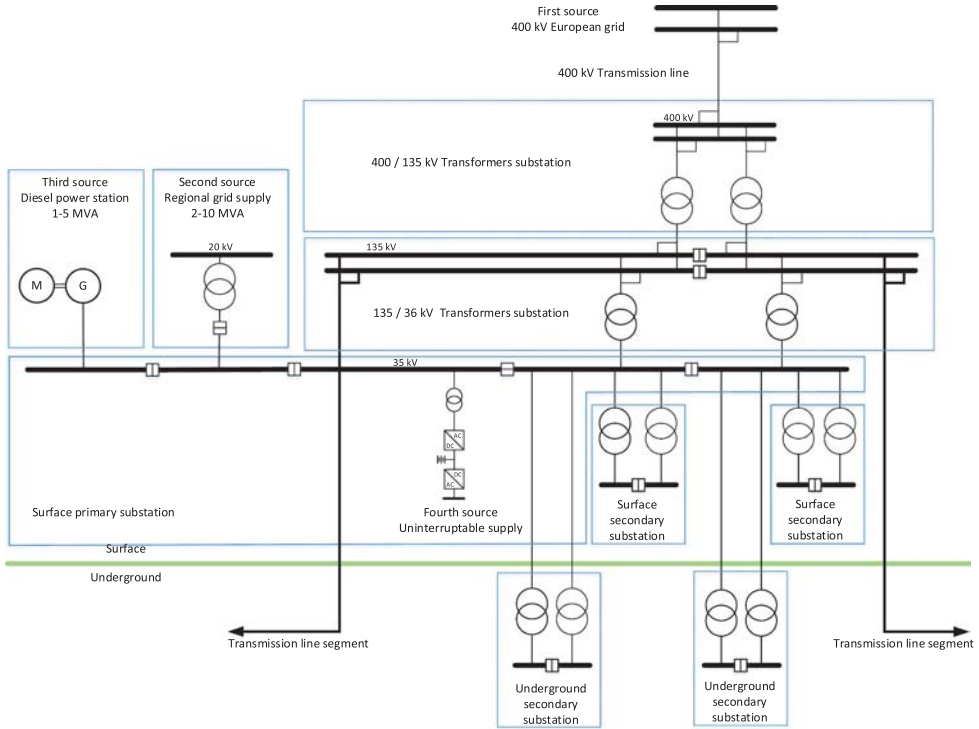 First source
400 kV European grid
400 kV Transmission line
400 kV
400 / 135 kV Transformers substation
Third source
Diesel power station
1-5 MVA
Second source
Regional grid supply
2-10 MVA
20 kV
M
G
135 kV
135 / 36 kV Transformers substation
35 kV
AC
DC
DC
AC
Surface primary substation
Fourth source
Uninterruptable supply
Surface
secondary
substation
Surface
secondary
substation
Surface
Underground
Transmission line segment
Transmission line segment
Underground
secondary
substation
Underground
secondary
substation